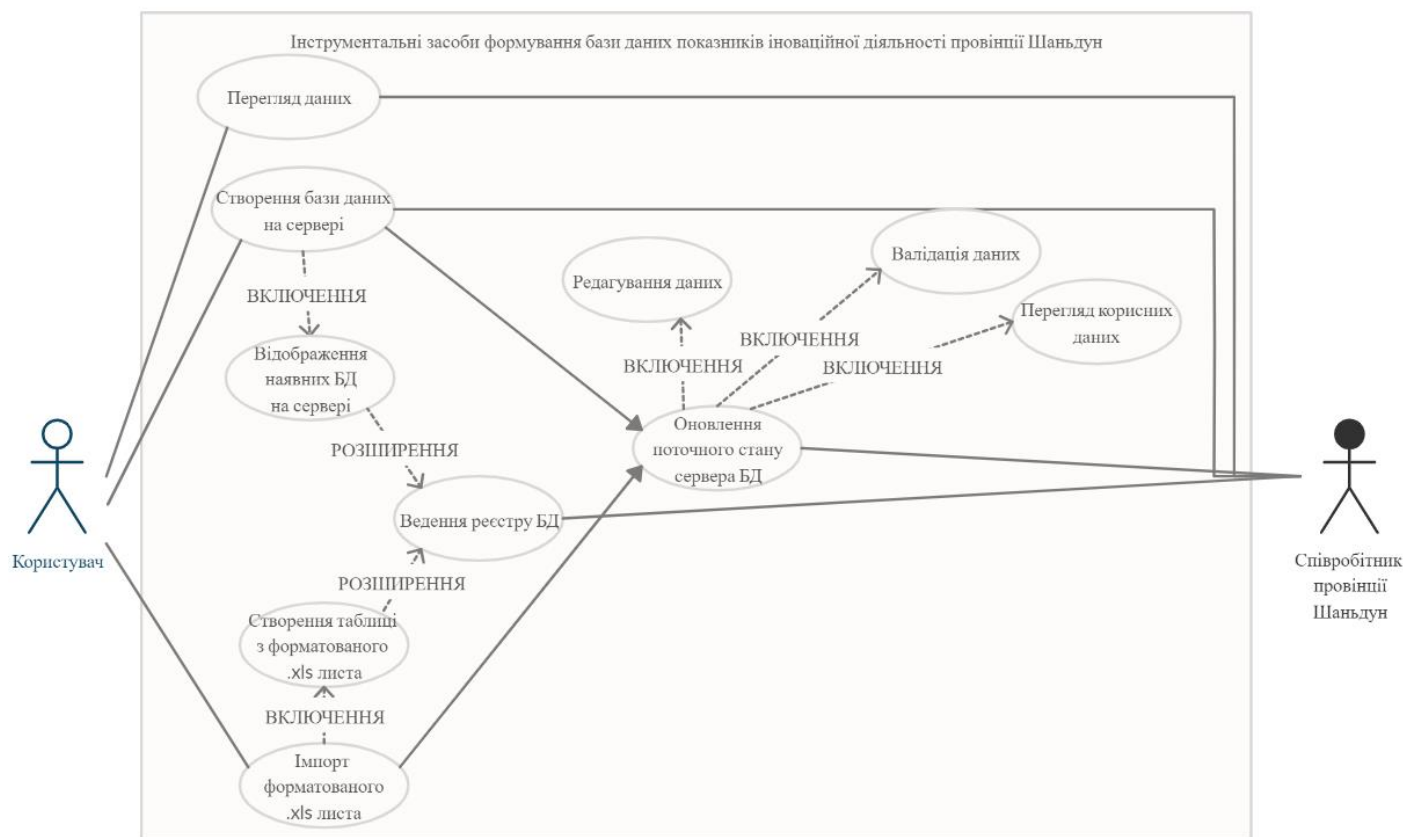 Інструментальні засоби формування бази даних показників іноваційної діяльності провінції Шаньдун
Перегляд даних
Створення бази даних
на сервері
ВКЛЮЧЕННЯ
Відображення
наявних БД
на сервері
РОЗШИРЕННЯ
Ведення реєстру БД
РОЗШИРЕННЯ
Створення таблиці
з форматованого
.xls листа
ВКЛЮЧЕННЯ
Імпорт
форматованого
.xls листа
Редагування даних
ВКЛЮЧЕННЯ
Валідація даних
ВКЛЮЧЕННЯ
Перегляд корисних
даних
ВКЛЮЧЕННЯ
Оновлення
поточного стану
сервера БД
Користувач
Співробітник
провінції
Шаньдун